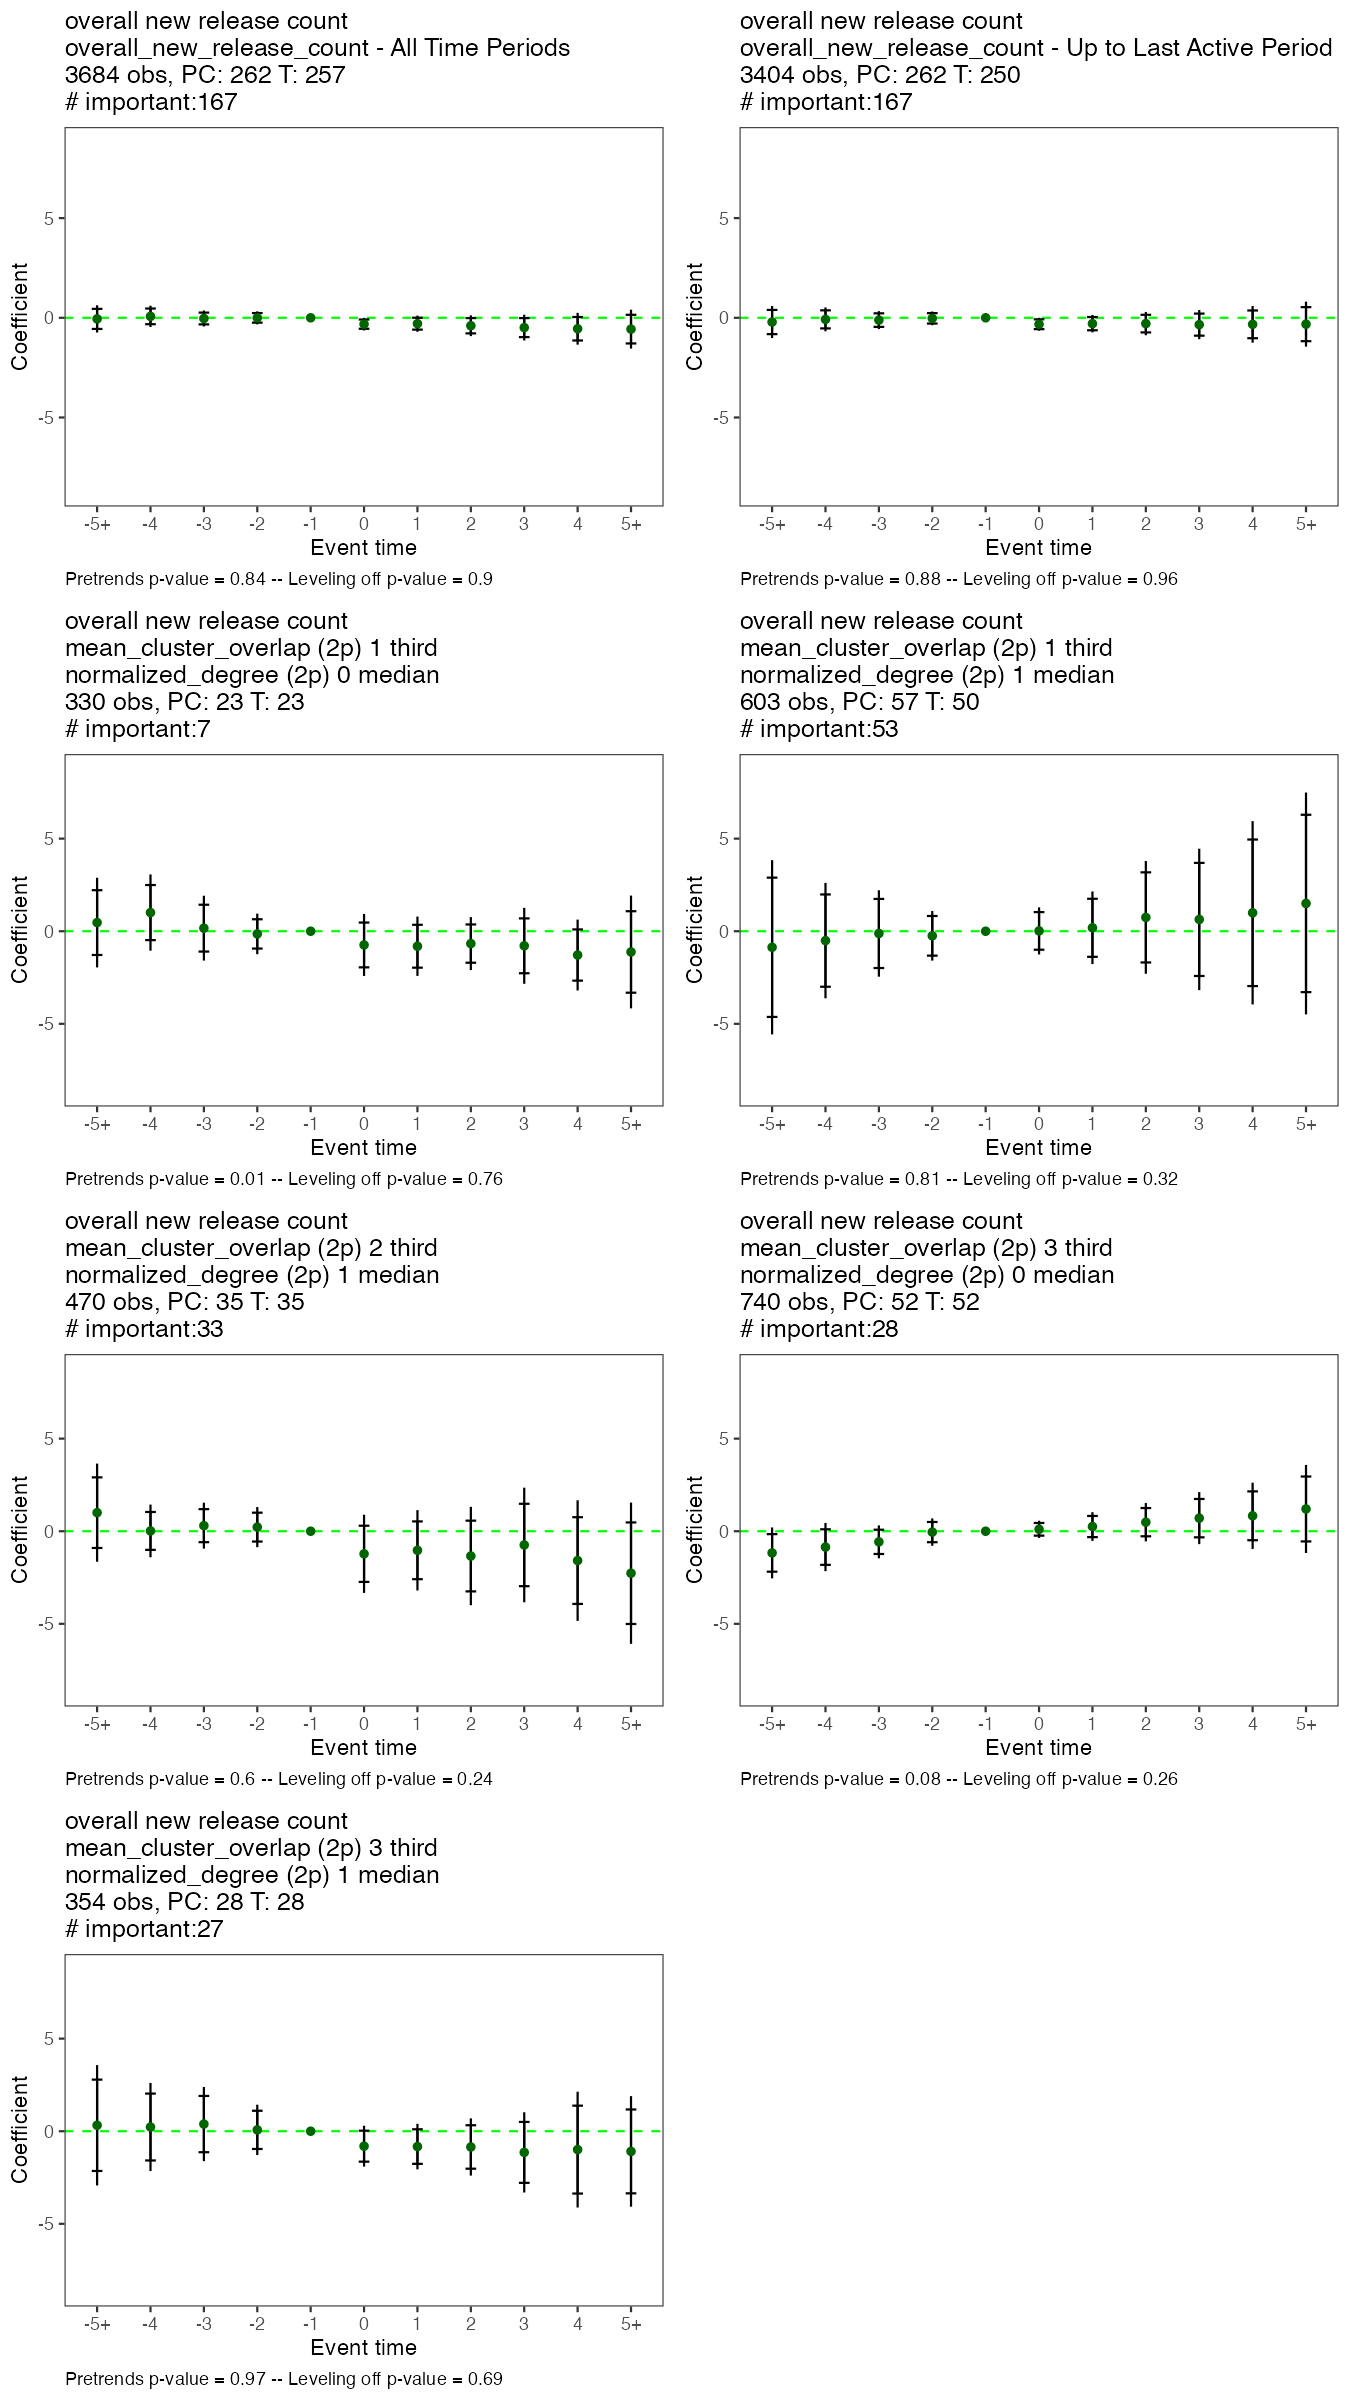 overall new release count
overall_new_release_count - All Time Periods
3684 obs, PC: 262 T: 257
# important:167
Coefficient
5
0
-5
-5+ -4 -3 -2 -1 0 1 2 3 4 5+
Event time
Pretrends p-value = 0.84 -- Leveling off p-value = 0.9
overall new release count
overall_new_release_count - Up to Last Active Period
3404 obs, PC: 262 T: 250
# important:167
Coefficient
5
0
-5
-5+ -4 -3 -2 -1 0 1 2 3 4 5+
Event time
Pretrends p-value = 0.88 -- Leveling off p-value = 0.96
overall new release count
mean_cluster_overlap (2p) 1 third
normalized_degree (2p) 0 median
330 obs, PC: 23 T: 23
# important:7
Coefficient
5
0
-5
-5+ -4 -3 -2 -1 0 1 2 3 4 5+
Event time
Pretrends p-value = 0.01 -- Leveling off p-value = 0.76
overall new release count
mean_cluster_overlap (2p) 1 third
normalized_degree (2p) 1 median
603 obs, PC: 57 T: 50
# important:53
Coefficient
5
0
-5
-5+ -4 -3 -2 -1 0 1 2 3 4 5+
Event time
Pretrends p-value = 0.81 -- Leveling off p-value = 0.32
overall new release count
mean_cluster_overlap (2p) 2 third
normalized_degree (2p) 1 median
470 obs, PC: 35 T: 35
# important:33
Coefficient
5
0
-5
-5+ -4 -3 -2 -1 0 1 2 3 4 5+
Event time
Pretrends p-value = 0.6 -- Leveling off p-value = 0.24
overall new release count
mean_cluster_overlap (2p) 3 third
normalized_degree (2p) 0 median
740 obs, PC: 52 T: 52
# important:28
Coefficient
5
0
-5
-5+ -4 -3 -2 -1 0 1 2 3 4 5+
Event time
Pretrends p-value = 0.08 -- Leveling off p-value = 0.26
overall new release count
mean_cluster_overlap (2p) 3 third
normalized_degree (2p) 1 median
354 obs, PC: 28 T: 28
# important:27
Coefficient
5
0
-5
-5+ -4 -3 -2 -1 0 1 2 3 4 5+
Event time
Pretrends p-value = 0.97 -- Leveling off p-value = 0.69